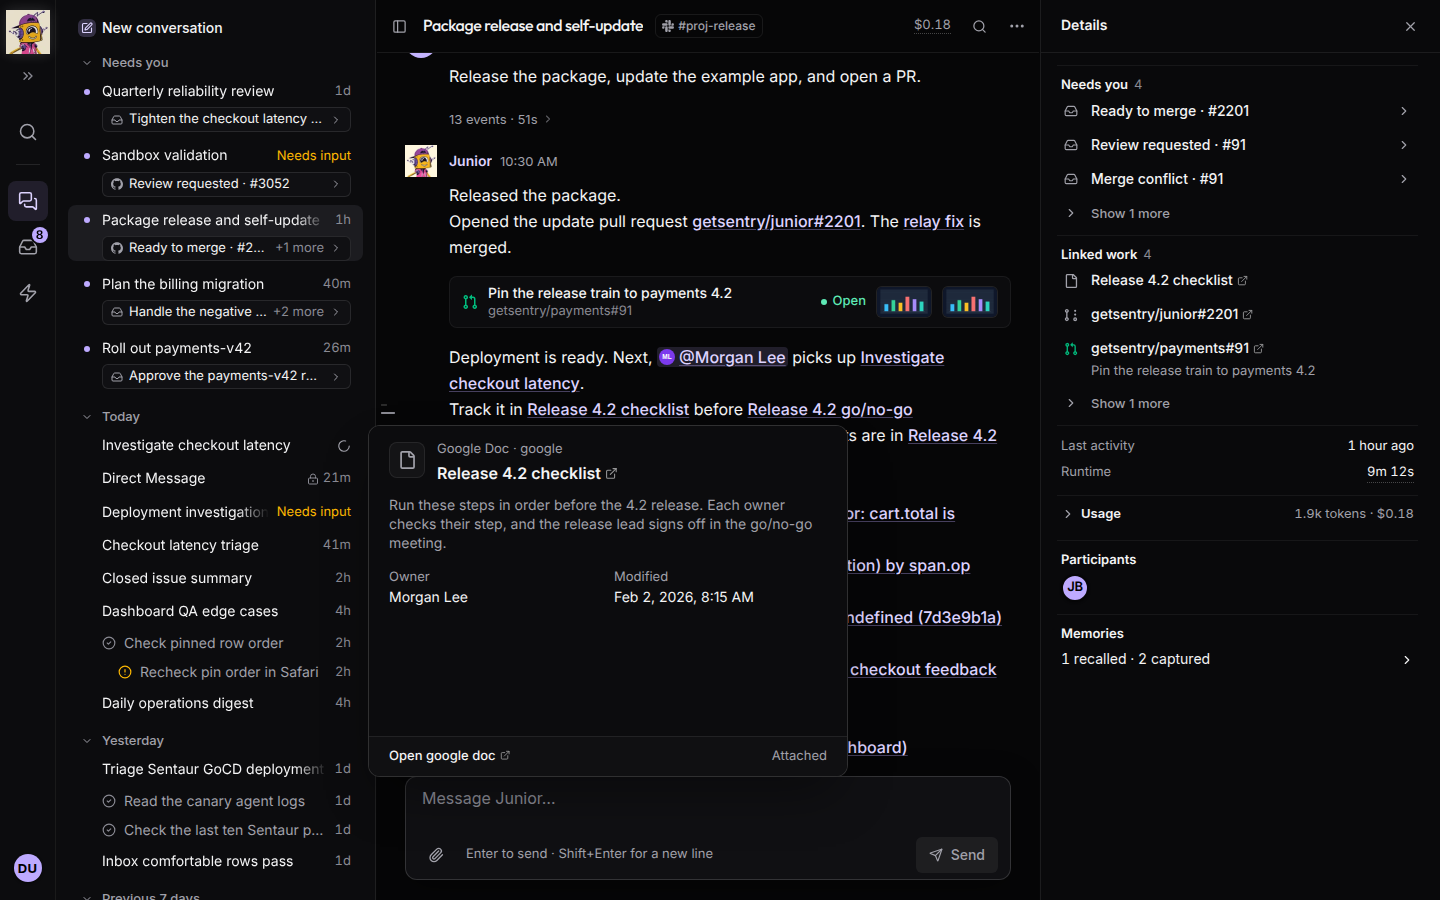 New conversation
Needs you
Quarterly reliability review 1d
Tighten the checkout latency ...
Sandbox validation Needs input
Review requested · #3052
Package release and self-update 1h
Ready to merge · #2... +1 more
8
Plan the billing migration 40m
Handle the negative ... +2 more
Roll out payments-v42 26m
Approve the payments-v42 r...
Today
Investigate checkout latency
Direct Message 21m
Deployment investigation Needs input
Checkout latency triage 41m
Closed issue summary 2h
Dashboard QA edge cases 4h
Check pinned row order 2h
Recheck pin order in Safari 2h
Daily operations digest 4h
Yesterday
Triage Sentaur GoCD deployment 1d
Read the canary agent logs 1d
Check the last ten Sentaur p... 1d
Inbox comfortable rows pass 1d
Previous 7 days
DU
Package release and self-update #proj-release $0.18
Release the package, update the example app, and open a PR.
13 events · 51s
Junior 10:30 AM
Released the package.
Opened the update pull request getsentry/junior#2201. The relay fix is
merged.
Pin the release train to payments 4.2
getsentry/payments#91
Open
Deployment is ready. Next, ML @Morgan Lee picks up Investigate
checkout latency.
Track it in Release 4.2 checklist before Release 4.2 go/no-go
s are in Release 4.2
or: cart.total is
tion) by span.op
ndefined (7d3e9b1a)
checkout feedback
hboard)
Google Doc · google
Release 4.2 checklist
Run these steps in order before the 4.2 release. Each owner
checks their step, and the release lead signs off in the go/no-go
meeting.
Owner Modified
Morgan Lee Feb 2, 2026, 8:15 AM
Open google doc Attached
Message Junior...
Enter to send · Shift+Enter for a new line
Send
Details
Needs you 4
Ready to merge · #2201
Review requested · #91
Merge conflict · #91
Show 1 more
Linked work 4
Release 4.2 checklist
getsentry/junior#2201
getsentry/payments#91
Pin the release train to payments 4.2
Show 1 more
Last activity 1 hour ago
Runtime 9m 12s
Usage 1.9k tokens · $0.18
Participants
JB
Memories
1 recalled · 2 captured